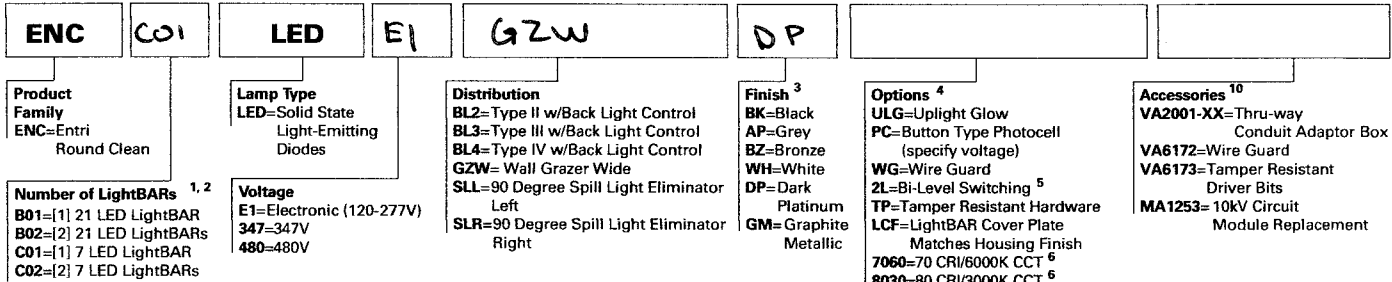 ENC C01 LED E1 GZW DP
Product
Family
ENC=Entri
Round Clean
Number of LightBARs 1, 2
B01=[1] 21 LED LightBAR
B02=[2] 21 LED LightBARs
C01=[1] 7 LED LightBAR
C02=[2] 7 LED LightBARs
Lamp Type
LED=Solid State
Light-Emitting
Diodes
Voltage
E1=Electronic (120-277V)
347=347V
480=480V
Distribution
BL2=Type II w/Back Light Control
BL3=Type III w/Back Light Control
BL4=Type IV w/Back Light Control
GZW= Wall Grazer Wide
SLL=90 Degree Spill Light Eliminator
Left
SLR=90 Degree Spill Light Eliminator
Right
Finish 3
BK=Black
AP=Grey
BZ=Bronze
WH=White
DP=Dark
Platinum
GM=Graphite
Metallic
Options 4
ULG=Uplight Glow
PC=Button Type Photocell
(specify voltage)
WG=Wire Guard
2L=Bi-Level Switching 5
TP=Tamper Resistant Hardware
LCF=LightBAR Cover Plate
Matches Housing Finish
7060=70 CRI/6000K CCT 6
8030=80 CRI/3000K CCT 6
Accessories 10
VA2001-XX=Thru-way
Conduit Adaptor Box
VA6172=Wire Guard
VA6173=Tamper Resistant
Driver Bits
MA1253=10kV Circuit
Module Replacement